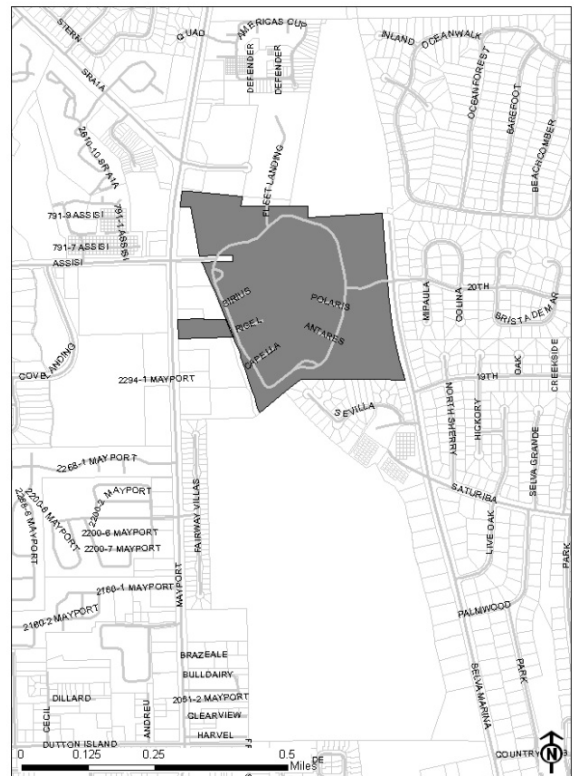 STERN
QUAD
AMERICAS CUP
INLAND
OCEANWALK
DEFENDER
DEFENDER
OCEANFOREST
BAREFOOT
BEACHCOMBER
SRA1A
2610-10 SR A1A
FLEET LANDING
791-9 ASSISI
791-1 ASSISI
791-7 ASSISI
ASSISI
SIRIUS
POLARIS
RIGEL
ANTARES
CAPELLA
MIPAULA
COLINA
20TH
BRISTA DE MAR
COVE LANDING
2294-1 MAYPORT
SEVILLA
19TH
OAK
CREEKSIDE
NORTH SHERRY
HICKORY
SELVA GRANDE
2268-1 MAYPORT
2200-2 MAYPORT
2200-6 MAYPORT
2200-6 MAYPORT
2200-7 MAYPORT
FAIRWAY VILLAS
SATURIBA
LIVE OAK
PARK
2160-1 MAYPORT
2160-2 MAYPORT
MAYPORT
PALMWOOD
BRAZEALE
BULLDAIRY
2051-2 MAYPORT
CLEARVIEW
HARVEL
SELVA MARINA
PARK
CECIL
DILLARD
ANDREU
DUTTON ISLAND
COUNTRY
DE
N
0 0.125 0.25 0.5
Miles